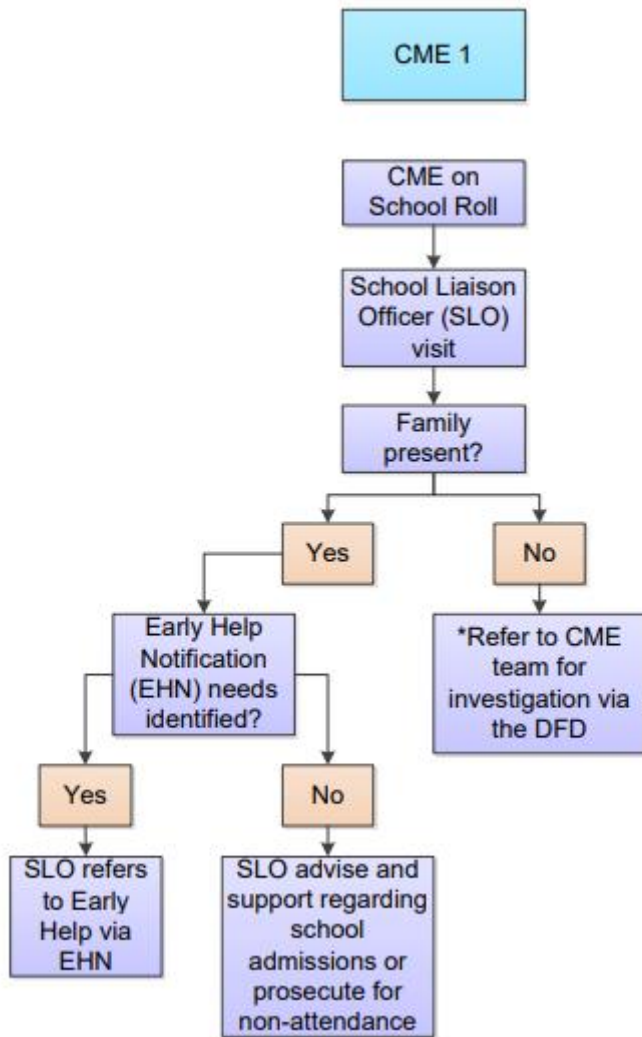 CME 1
CME on
School Roll
School Liaison
Officer (SLO)
visit
Family
present?
Yes
No
Early Help
Notification
(EHN) needs
identified?
*Refer to CME
team for
investigation via
the DFD
Yes
No
SLO refers
to Early
Help via
EHN
SLO advise and
support regarding
school
admissions or
prosecute for
non-attendance